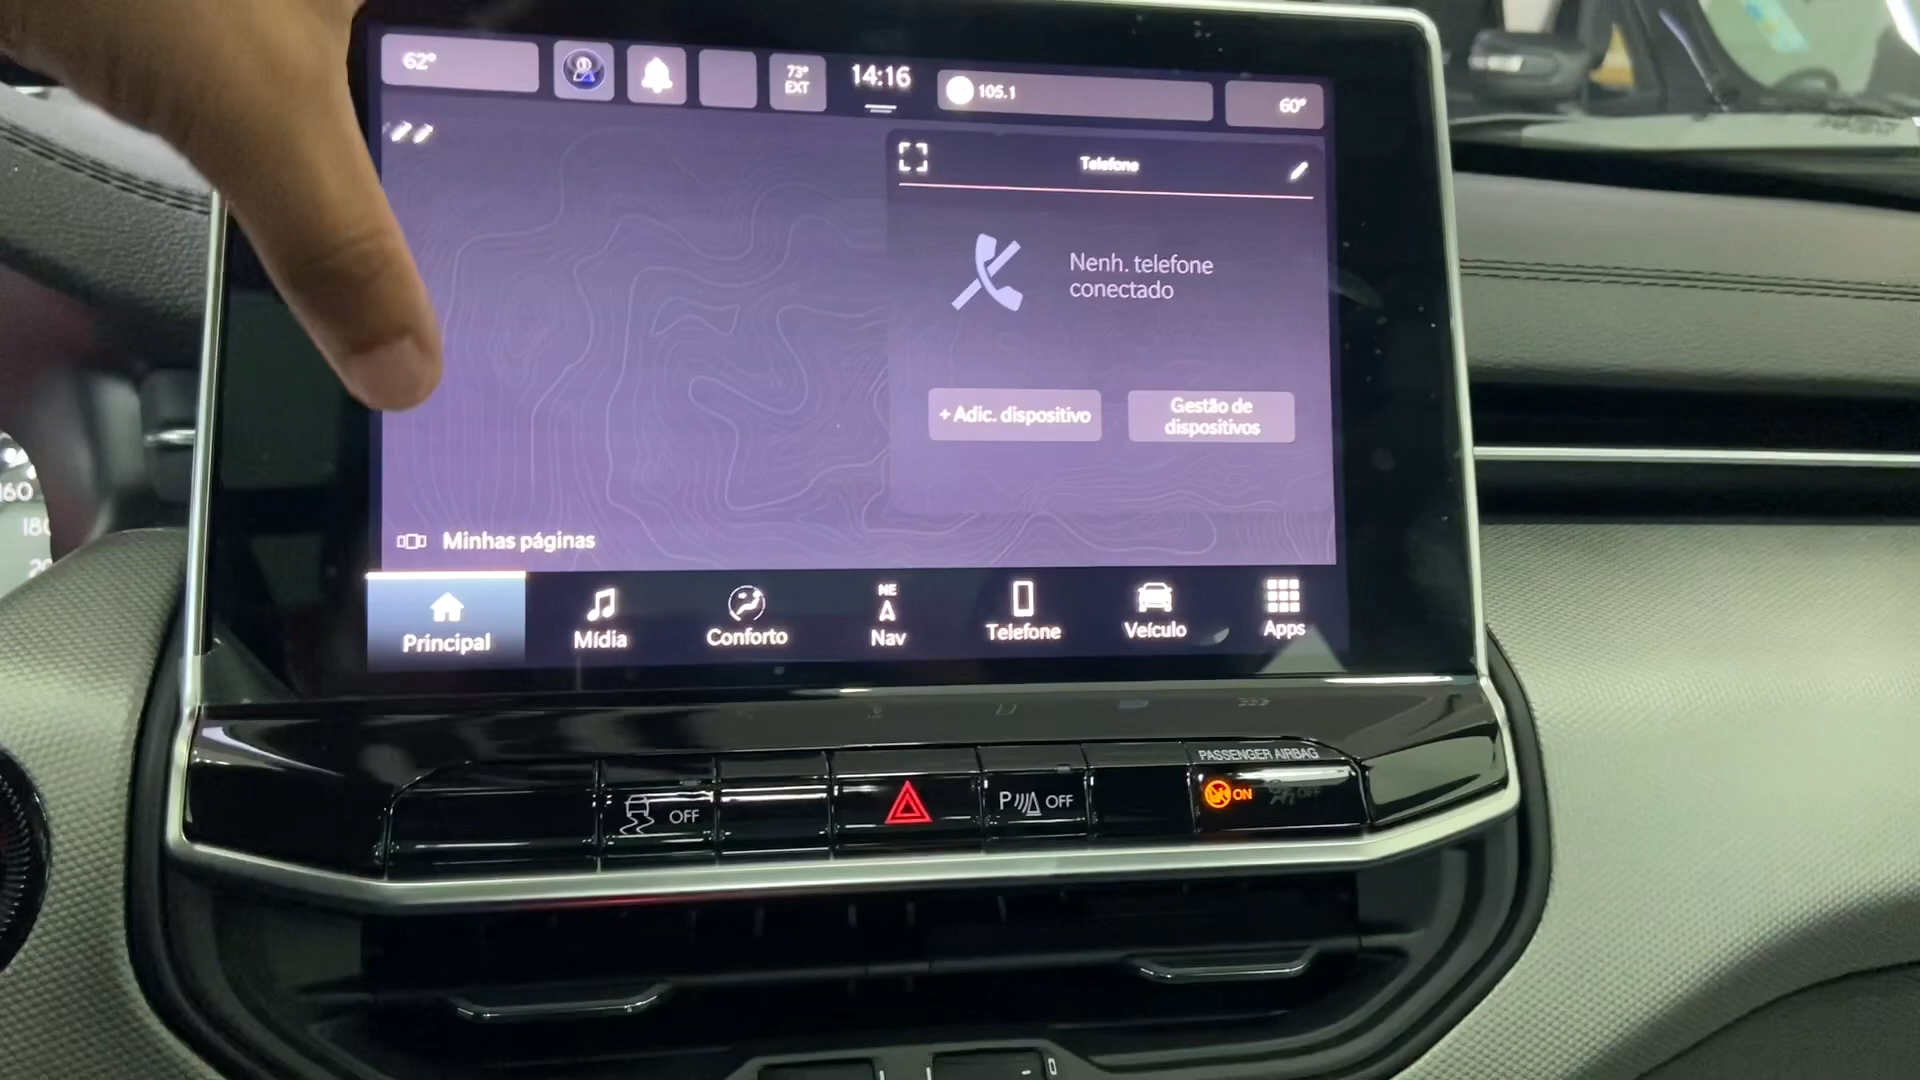 62°
73°
EXT
14:16
105.1
60°
Telefone
Nenh. telefone
conectado
+ Adic. dispositivo
Gestão de
dispositivos
Minhas páginas
Principal
Mídia
Conforto
NE
Nav
Telefone
Veículo
Apps
OFF
P OFF
PASSENGER AIRBAG
ON
OFF
160